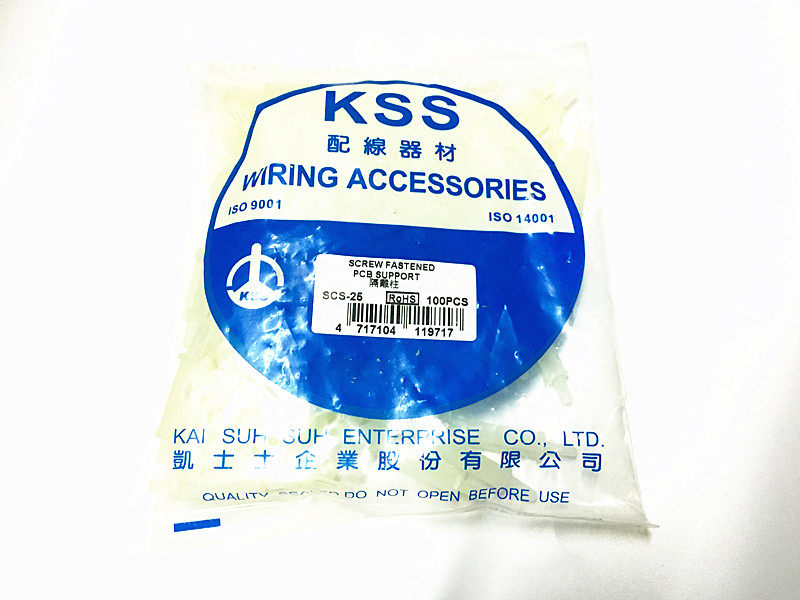 KSS
配線器材
WIRING ACCESSORIES
ISO 9001
ISO 14001
KSS
SCREW FASTENED
PCB SUPPORT
隔離柱
SCS-25 RoHS 100PCS
4 717104 119717
KAI SUH SUH ENTERPRISE CO., LTD.
凱士士企業股份有限公司
QUALITY SEALED DO NOT OPEN BEFORE USE